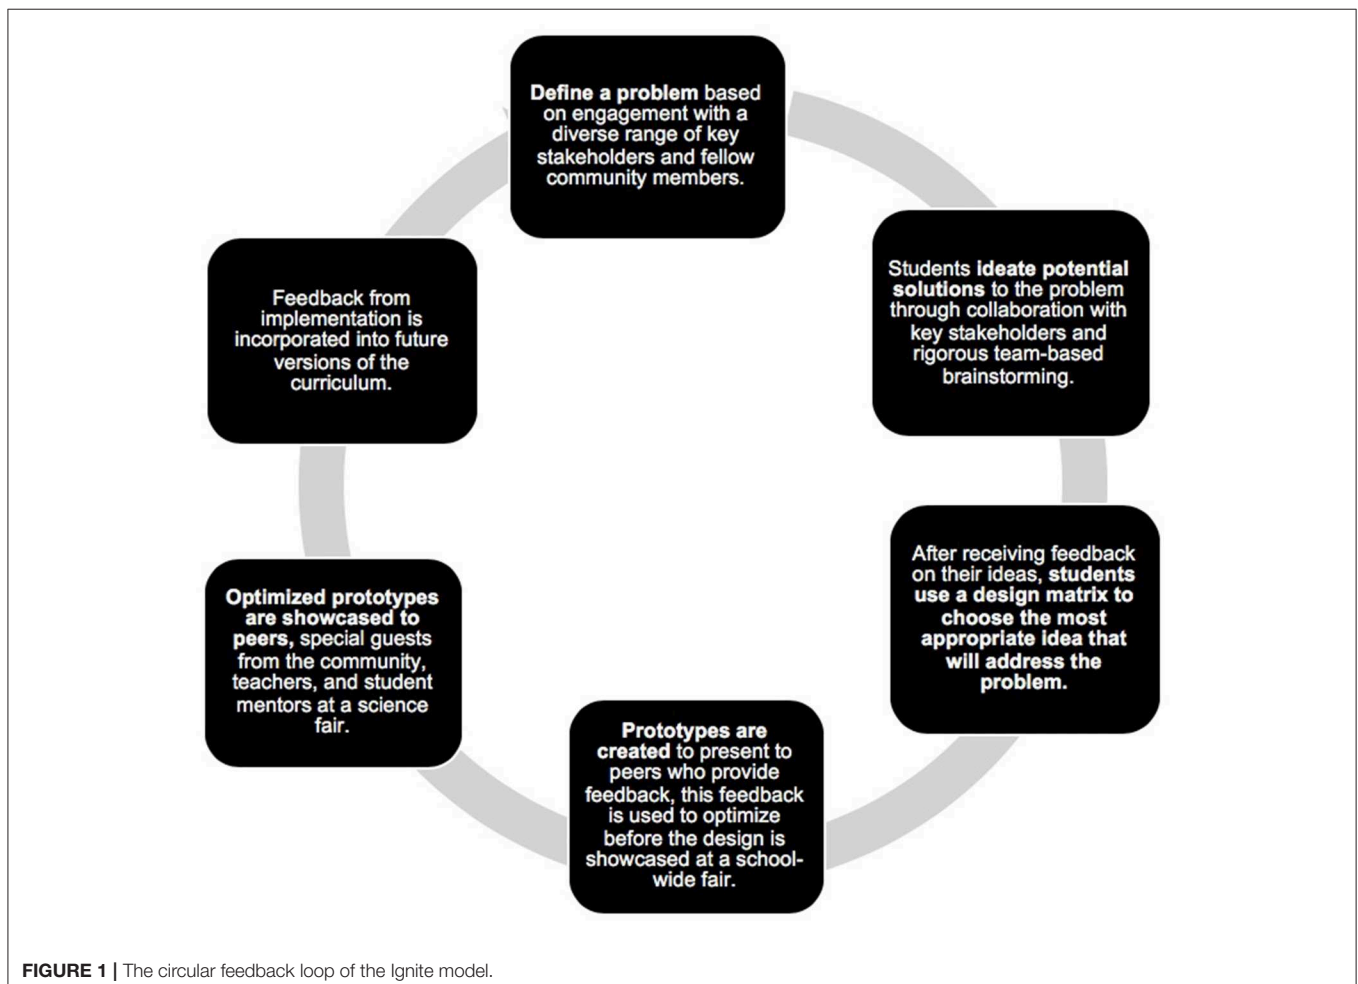 Define a problem based
on engagement with a
diverse range of key
stakeholders and fellow
community members.
Students ideate potential
solutions to the problem
through collaboration with
key stakeholders and
rigorous team-based
brainstorming.
After receiving feedback
on their ideas, students
use a design matrix to
choose the most
appropriate idea that
will address the
problem.
Prototypes are
created to present to
peers who provide
feedback, this feedback
is used to optimize
before the design is
showcased at a school-
wide fair.
Optimized prototypes
are showcased to
peers, special guests
from the community,
teachers, and student
mentors at a science
fair.
Feedback from
implementation is
incorporated into future
versions of the
curriculum.
FIGURE 1 | The circular feedback loop of the Ignite model.